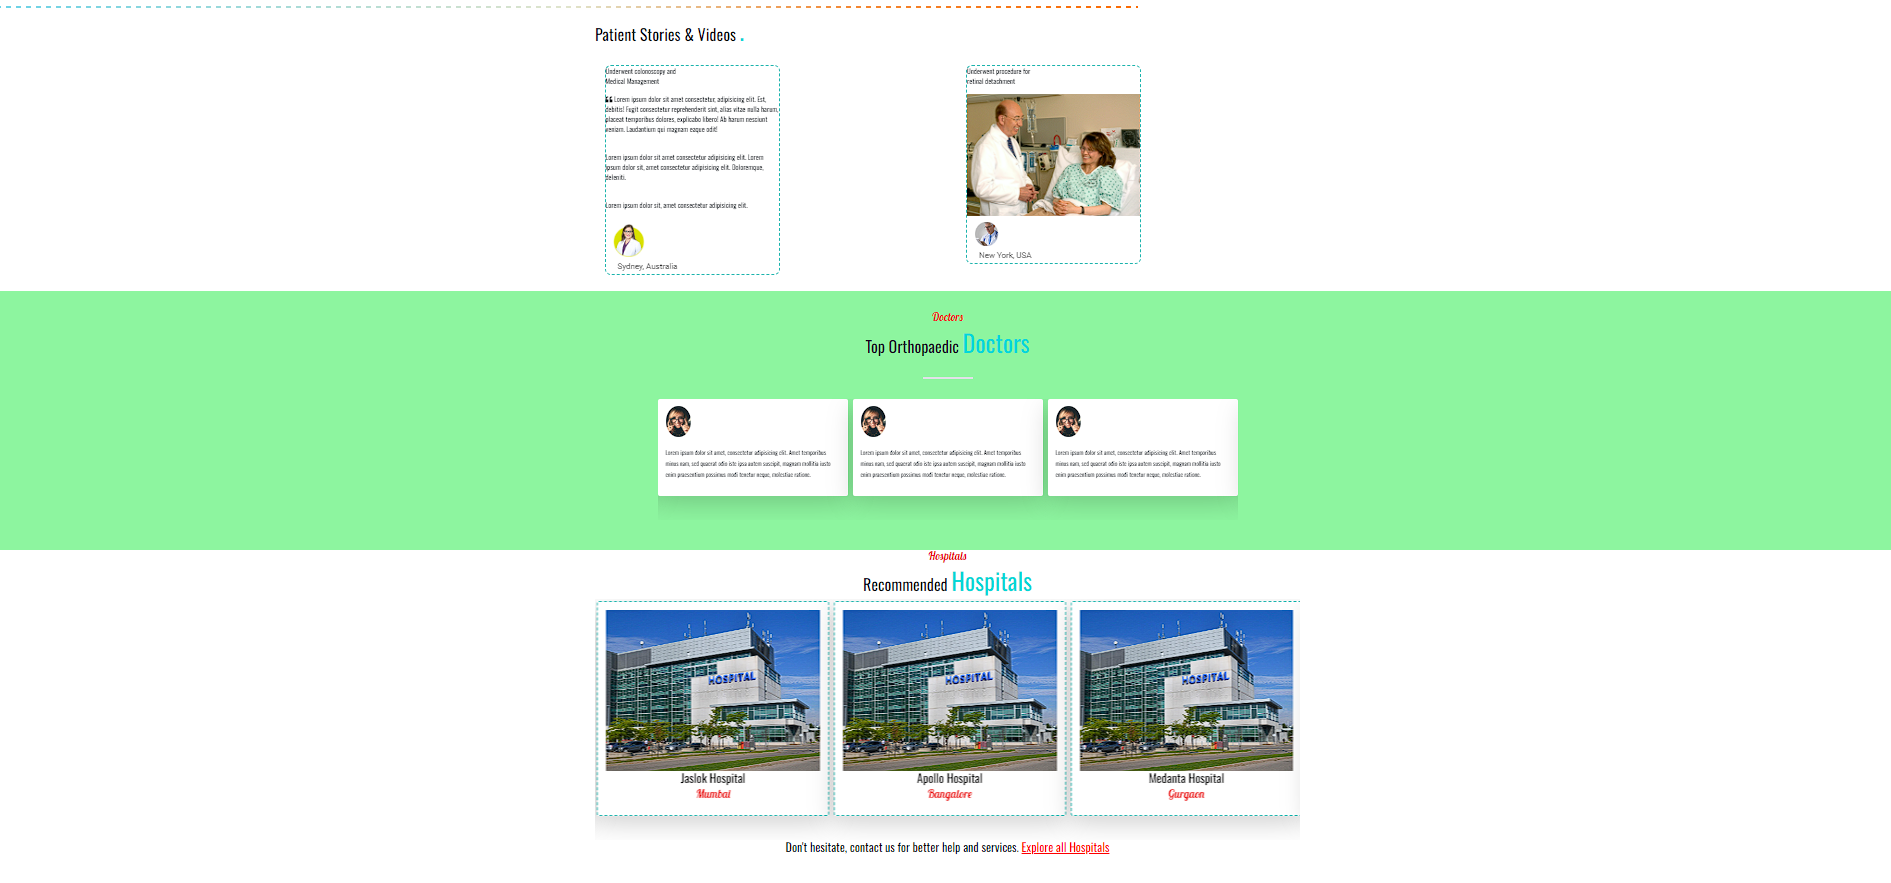 Patient Stories & Videos .
Underwent colonoscopy and
Medical Management
❝ Lorem ipsum dolor sit amet consectetur, adipisicing elit. Est,
debitis! Fugit consectetur reprehenderit sint, alias vitae nulla harum,
placeat temporibus dolores, explicabo libero! Ab harum nesciunt
veniam. Laudantium qui magnam eaque odit!
Lorem ipsum dolor sit amet consectetur adipisicing elit. Lorem
ipsum dolor sit, amet consectetur adipisicing elit. Doloremque,
deleniti.
Lorem ipsum dolor sit, amet consectetur adipisicing elit.
Sydney, Australia
Underwent procedure for
retinal detachment
New York, USA
Doctors
Top Orthopaedic Doctors
Lorem ipsum dolor sit amet, consectetur adipisicing elit. Amet temporibus
minus nam, sed quaerat odio iste ipsa autem suscipit, magnam mollitia iusto
enim praesentium possimus modi tenetur neque, molestiae ratione.
Lorem ipsum dolor sit amet, consectetur adipisicing elit. Amet temporibus
minus nam, sed quaerat odio iste ipsa autem suscipit, magnam mollitia iusto
enim praesentium possimus modi tenetur neque, molestiae ratione.
Lorem ipsum dolor sit amet, consectetur adipisicing elit. Amet temporibus
minus nam, sed quaerat odio iste ipsa autem suscipit, magnam mollitia iusto
enim praesentium possimus modi tenetur neque, molestiae ratione.
Hospitals
Recommended Hospitals
HOSPITAL
Jaslok Hospital
Mumbai
HOSPITAL
Apollo Hospital
Bangalore
HOSPITAL
Medanta Hospital
Gurgaon
Don't hesitate, contact us for better help and services. Explore all Hospitals